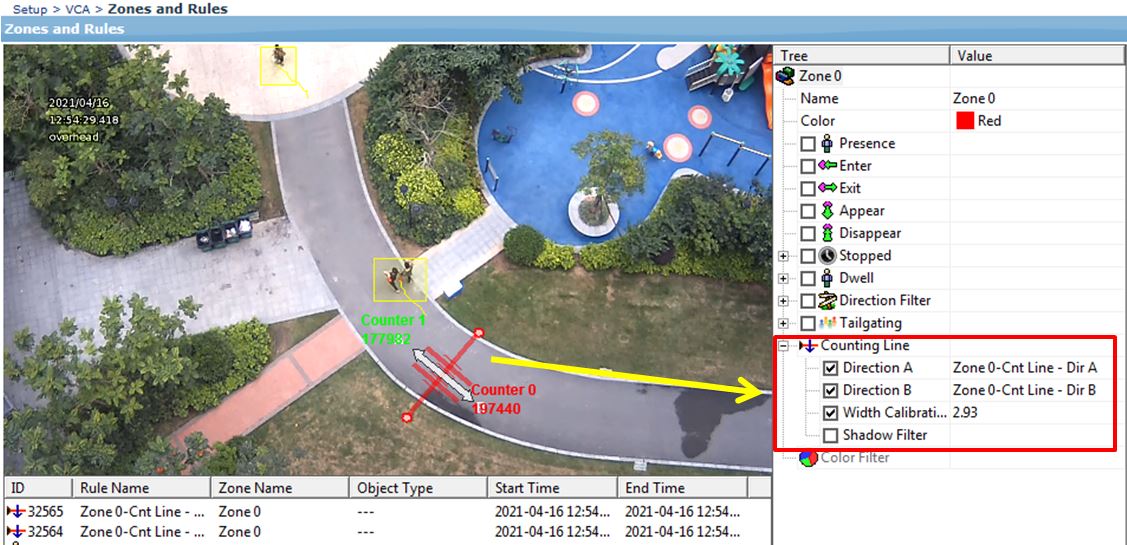 Setup > VCA > Zones and Rules
Zones and Rules
2021/04/16
12:54:29.418
overhead
Counter 1
177982
Counter 0
197440
Tree Value
Zone 0
Name Zone 0
Color Red
Presence
Enter
Exit
Appear
Disappear
Stopped
Dwell
Direction Filter
Tailgating
Counting Line
Direction A Zone 0-Cnt Line - Dir A
Direction B Zone 0-Cnt Line - Dir B
Width Calibrati... 2.93
Shadow Filter
Color Filter
ID Rule Name Zone Name Object Type Start Time End Time
32565 Zone 0-Cnt Line - ... Zone 0 --- 2021-04-16 12:54... 2021-04-16 12:54...
32564 Zone 0-Cnt Line - ... Zone 0 --- 2021-04-16 12:54... 2021-04-16 12:54...